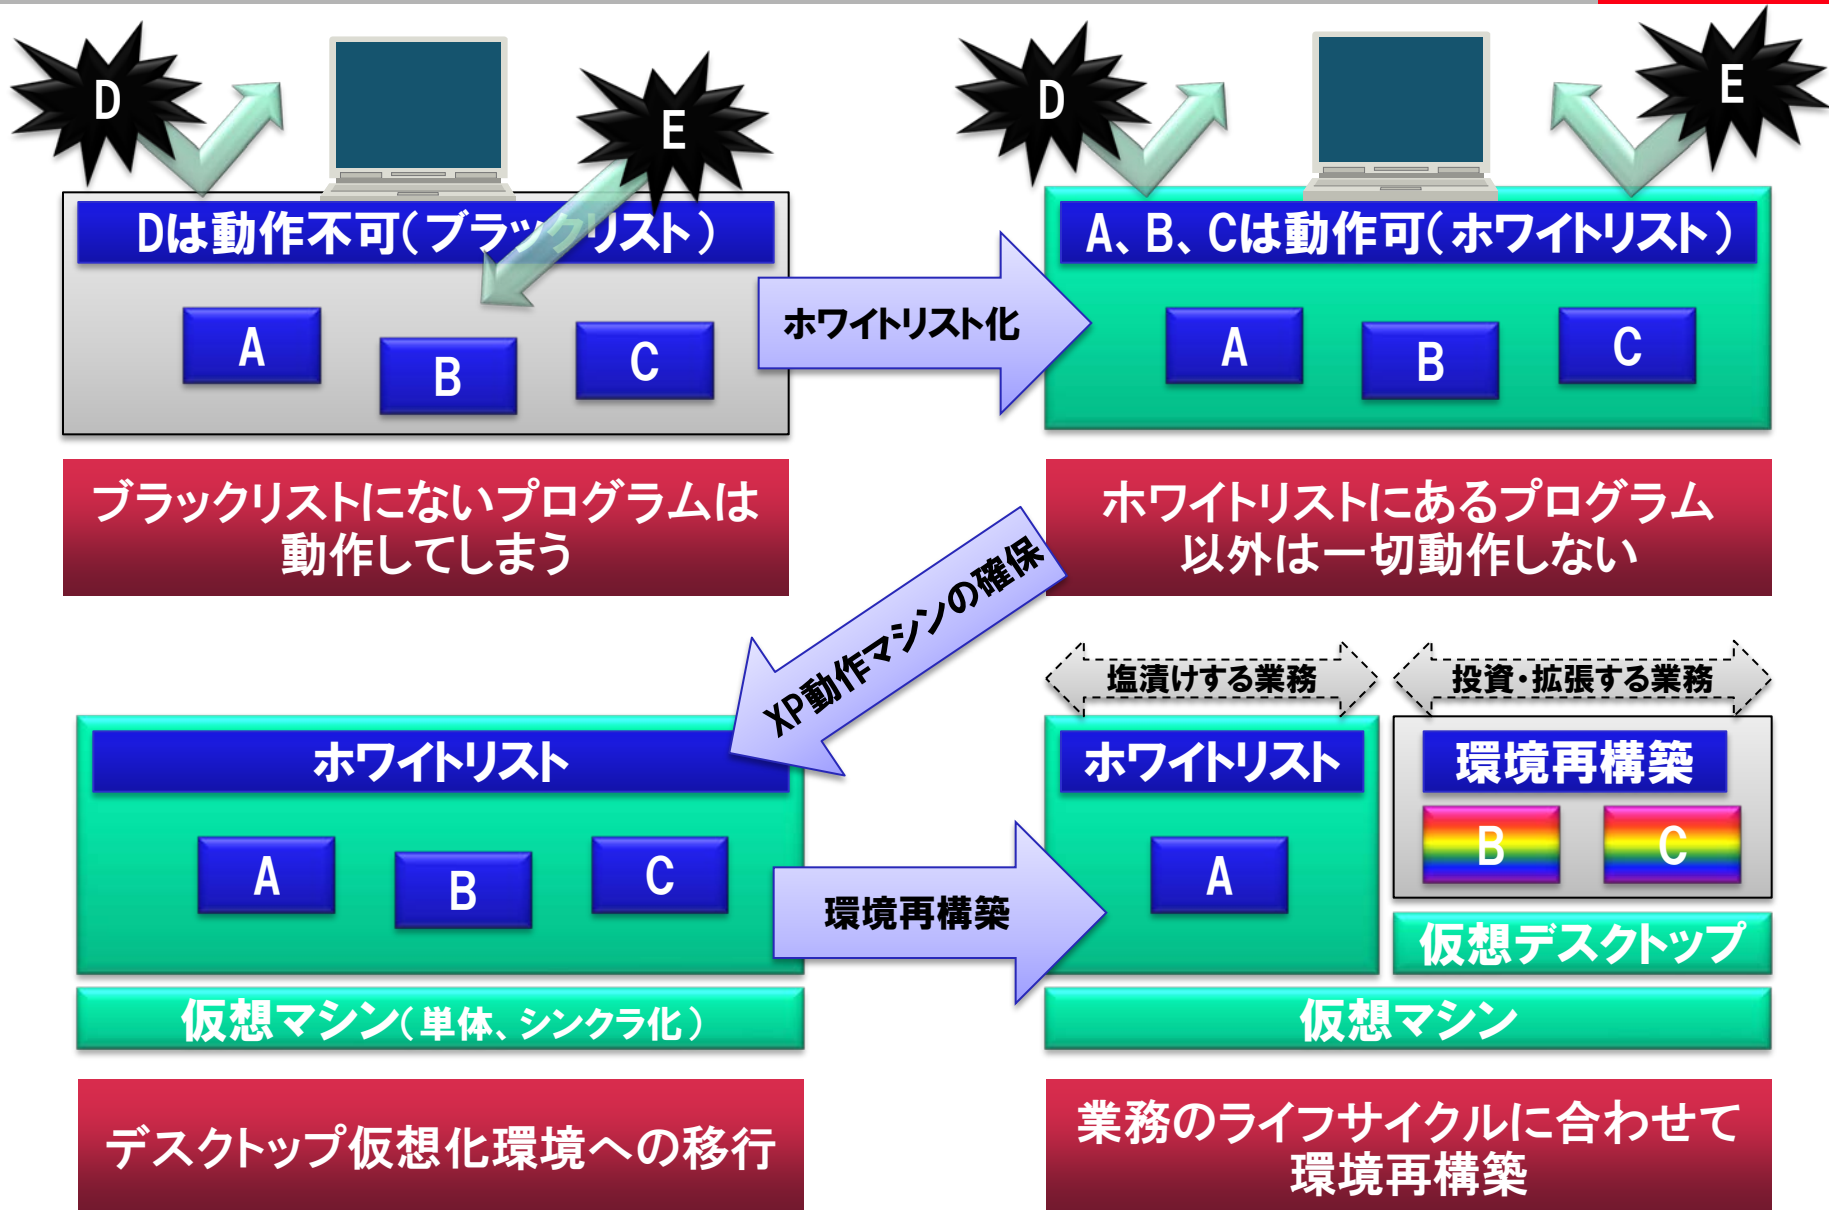 D
E
Dは動作不可(ブラックリスト)
A
B
C
ホワイトリスト化
D
E
A、B、Cは動作可(ホワイトリスト)
A
B
C
ブラックリストにないプログラムは
動作してしまう
ホワイトリストにあるプログラム
以外は一切動作しない
XP動作マシンの確保
ホワイトリスト
A
B
C
仮想マシン(単体、シンクラ化)
環境再構築
塩漬けする業務
投資・拡張する業務
ホワイトリスト
A
環境再構築
B
C
仮想デスクトップ
仮想マシン
デスクトップ仮想化環境への移行
業務のライフサイクルに合わせて
環境再構築